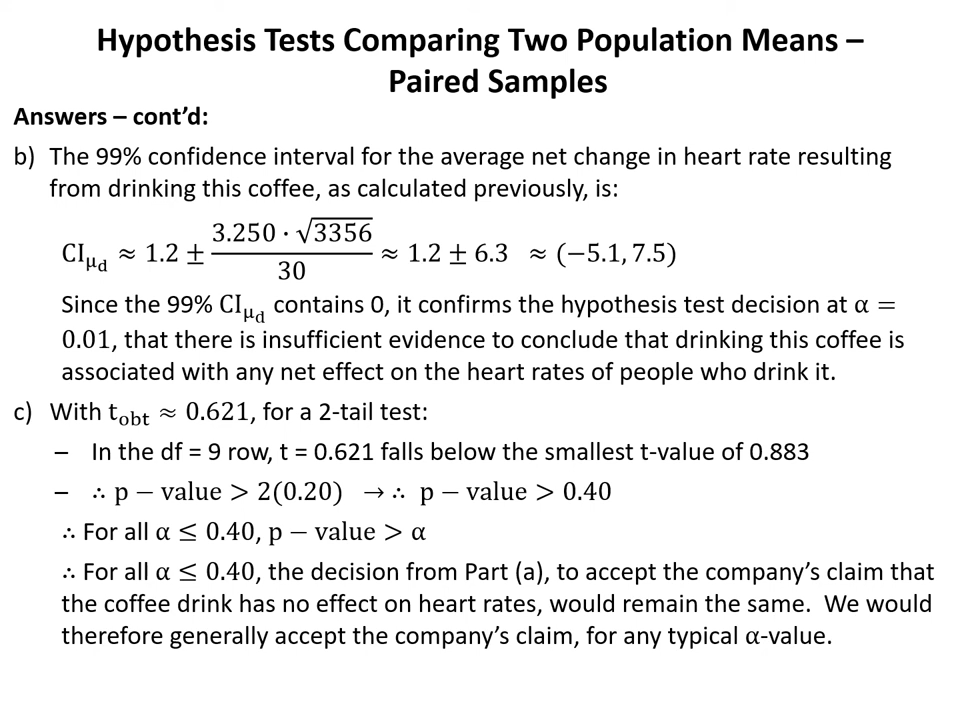 Hypothesis Tests Comparing Two Population Means –
Paired Samples
Answers – cont’d:
b) The 99% confidence interval for the average net change in heart rate resulting
from drinking this coffee, as calculated previously, is:
CI_μ_d ≈ 1.2 ± (3.250 · √3356)/30 ≈ 1.2 ± 6.3 ≈ (−5.1, 7.5)
Since the 99% CI_μ_d contains 0, it confirms the hypothesis test decision at α =
0.01, that there is insufficient evidence to conclude that drinking this coffee is
associated with any net effect on the heart rates of people who drink it.
c) With t_obt ≈ 0.621, for a 2-tail test:
– In the df = 9 row, t = 0.621 falls below the smallest t-value of 0.883
– ∴ p − value > 2(0.20) → ∴ p − value > 0.40
∴ For all α ≤ 0.40, p − value > α
∴ For all α ≤ 0.40, the decision from Part (a), to accept the company’s claim that
the coffee drink has no effect on heart rates, would remain the same. We would
therefore generally accept the company’s claim, for any typical α-value.